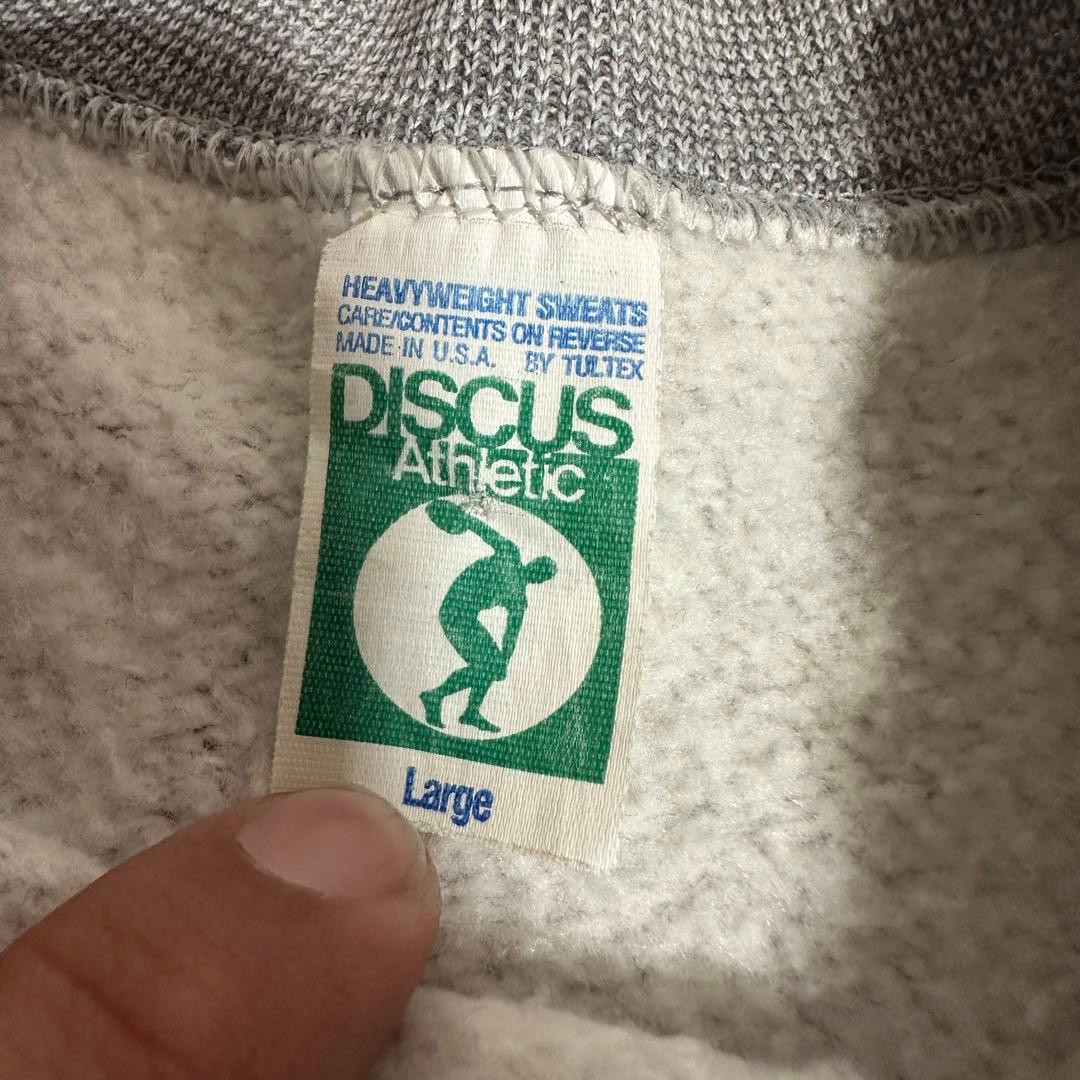 HEAVYWEIGHT SWEATS
CARE/CONTENTS ON REVERSE
MADE IN U.S.A. BY TULTEX
DISCUS
Athletic
Large